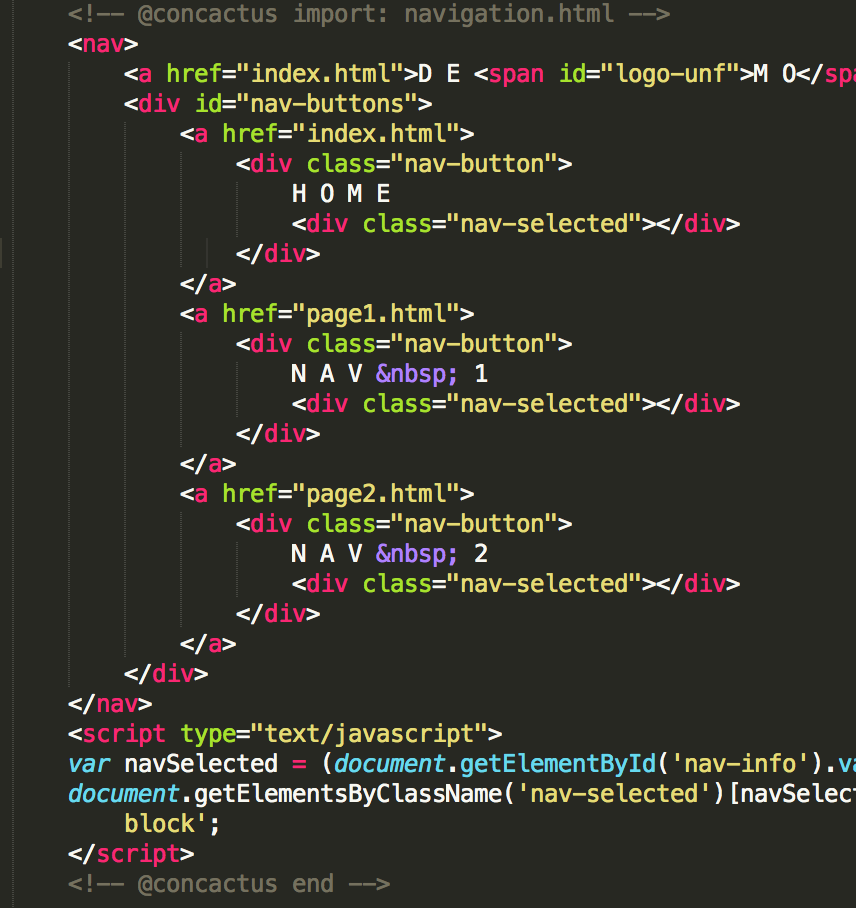 <!-- @concactus import: navigation.html -->
<nav>
<a href="index.html">D E <span id="logo-unf">M O</spa
<div id="nav-buttons">
<a href="index.html">
<div class="nav-button">
H O M E
<div class="nav-selected"></div>
</div>
</a>
<a href="page1.html">
<div class="nav-button">
N A V &nbsp; 1
<div class="nav-selected"></div>
</div>
</a>
<a href="page2.html">
<div class="nav-button">
N A V &nbsp; 2
<div class="nav-selected"></div>
</div>
</a>
</div>
</nav>
<script type="text/javascript">
var navSelected = (document.getElementById('nav-info').va
document.getElementsByClassName('nav-selected')[navSelect
block';
</script>
<!-- @concactus end -->